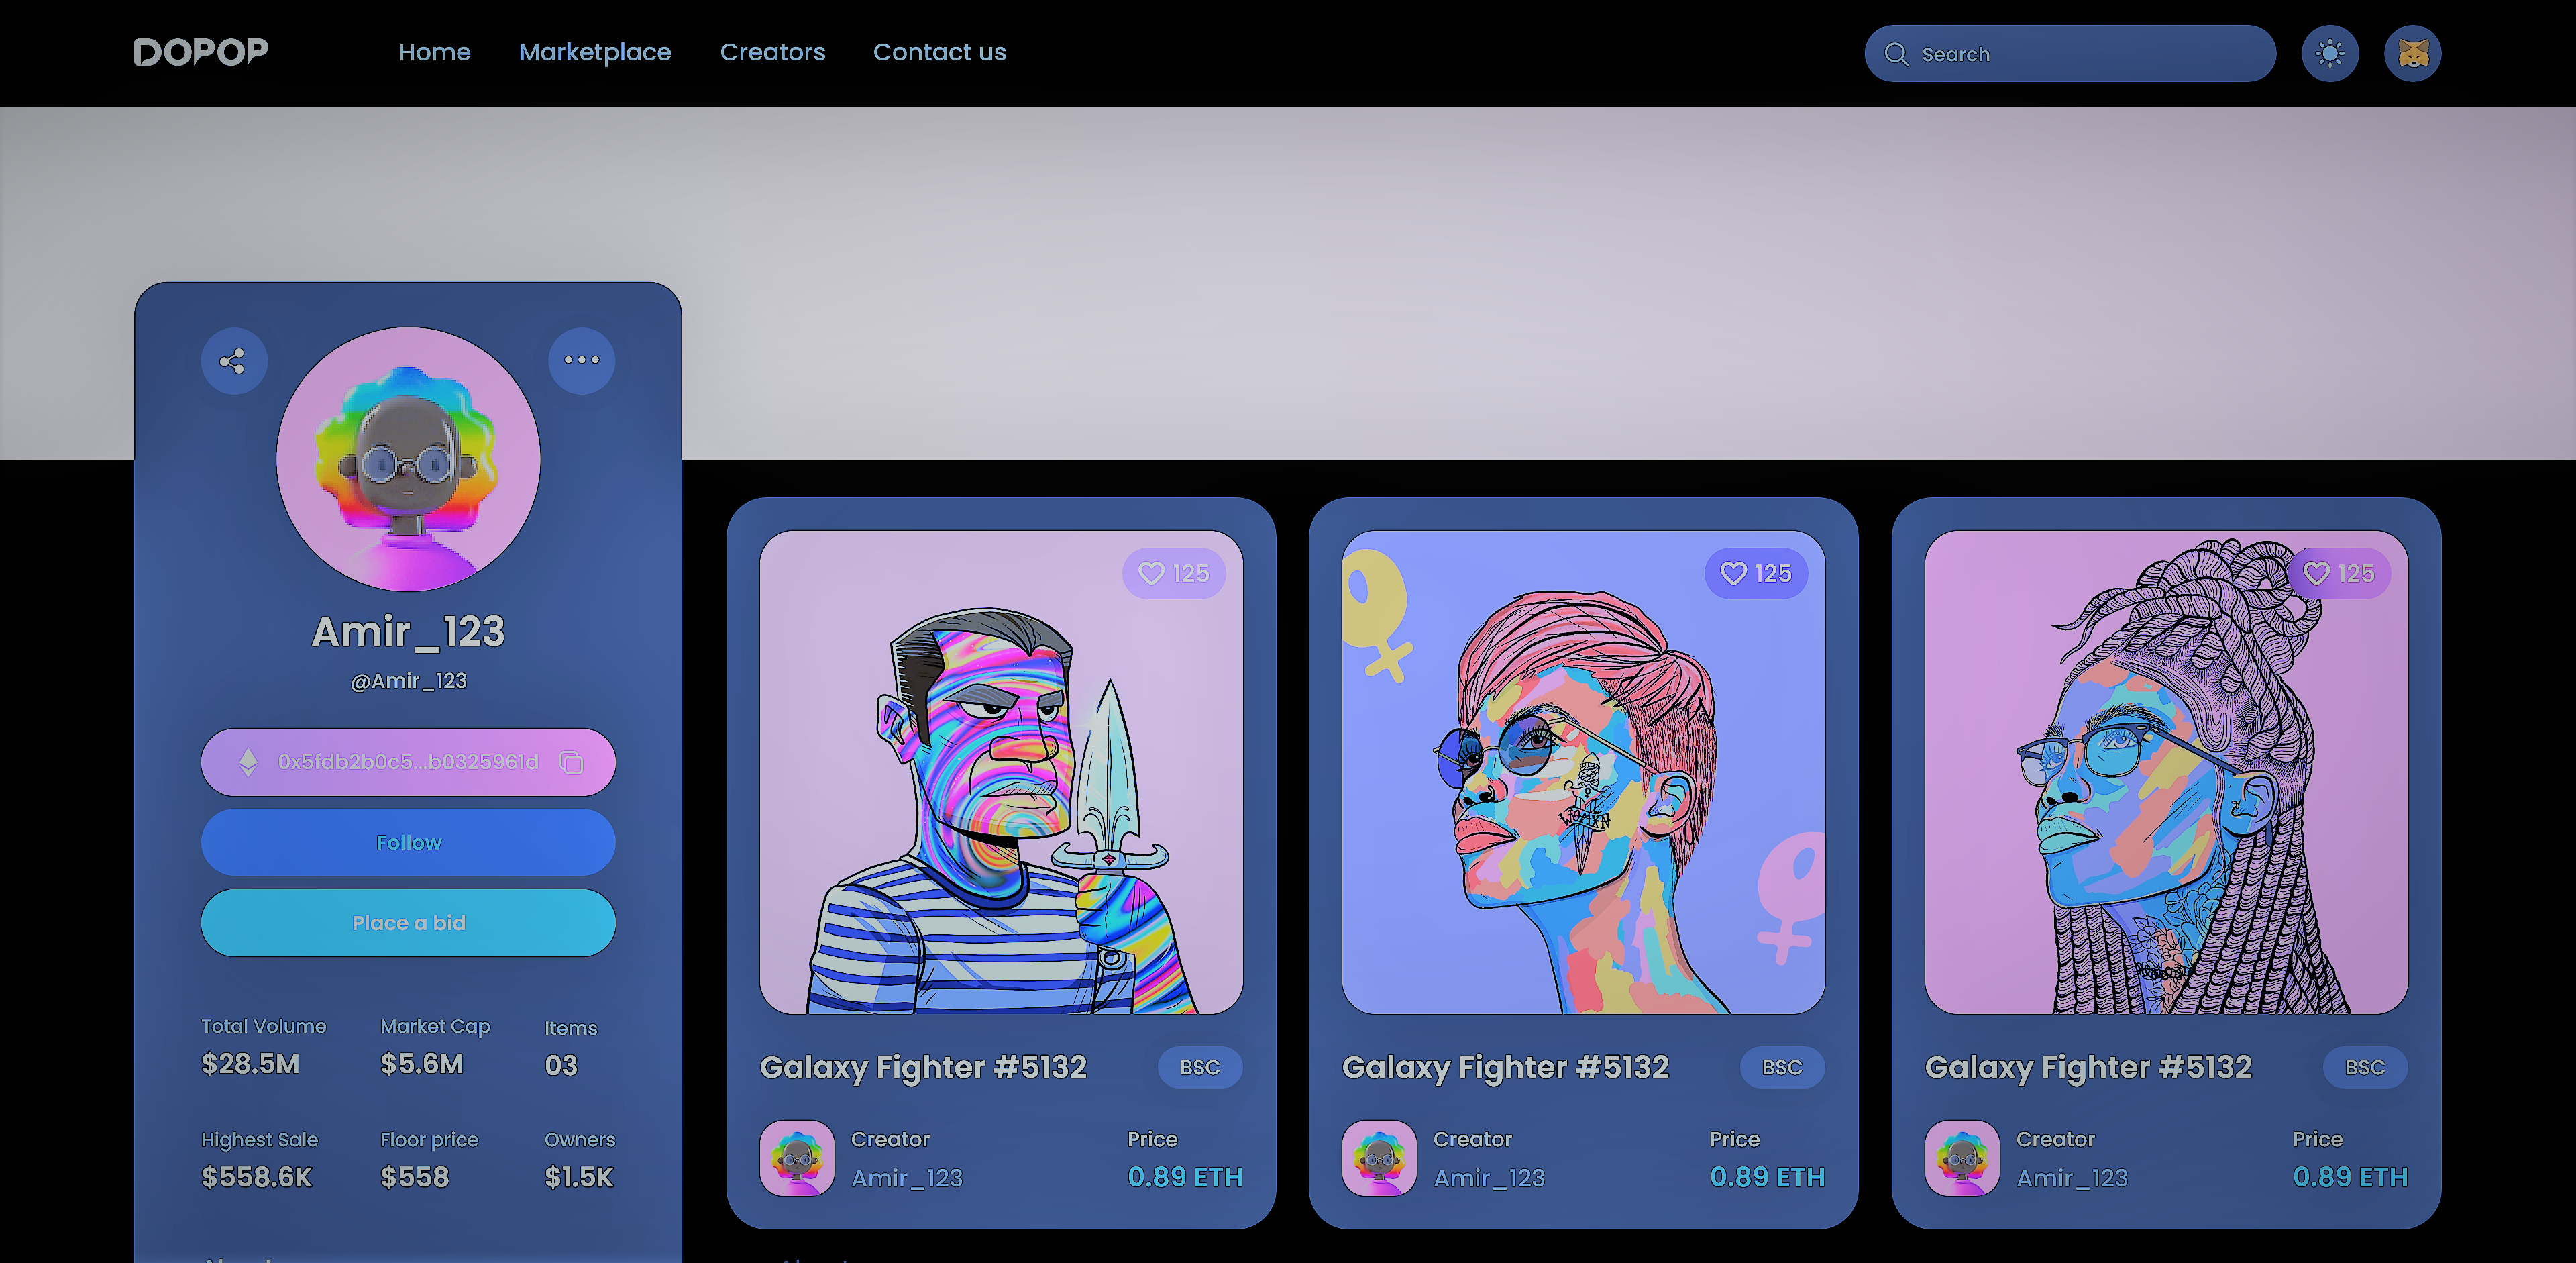 DOPOP
Home Marketplace Creators Contact us
Search
Amir_123
@Amir_123
0x5fdb2b0c5...b0325961d
Follow
Place a bid
Total Volume Market Cap Items
$28.5M $5.6M 03
Highest Sale Floor price Owners
$558.6K $558 $1.5K
125
Galaxy Fighter #5132 BSC
Creator Price
Amir_123 0.89 ETH
125
WOMXN
Galaxy Fighter #5132 BSC
Creator Price
Amir_123 0.89 ETH
125
Galaxy Fighter #5132 BSC
Creator Price
Amir_123 0.89 ETH